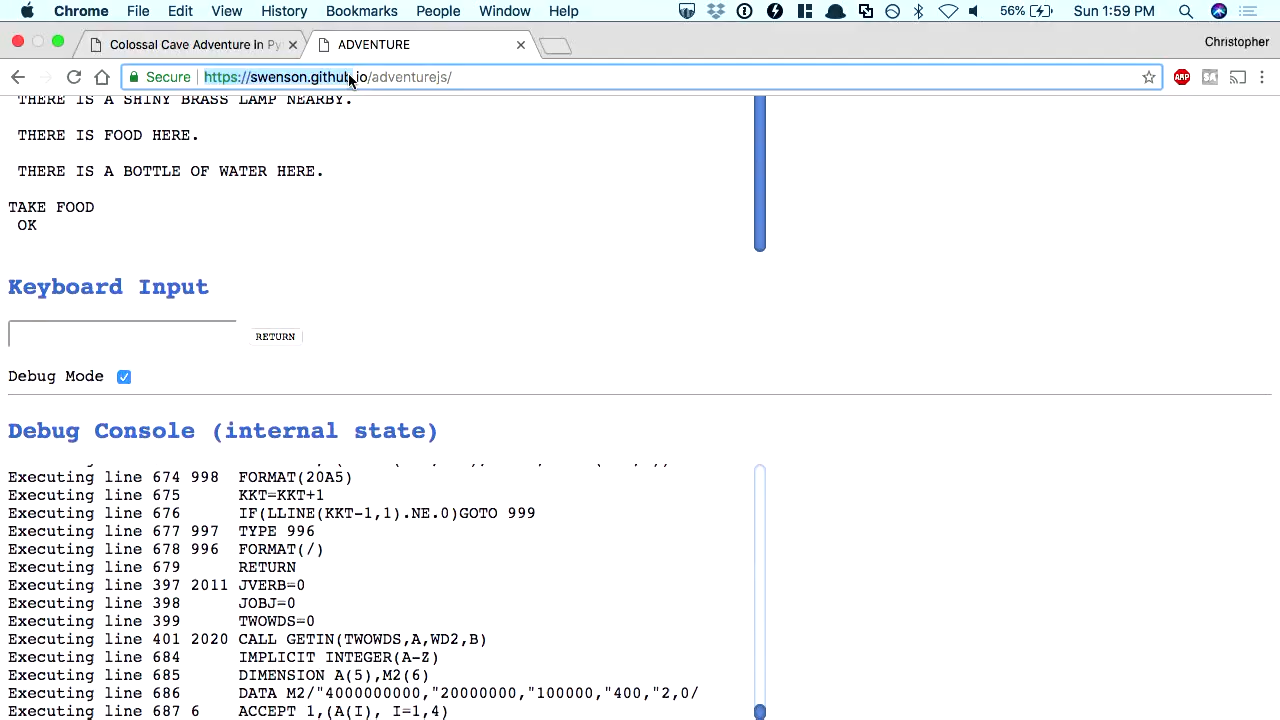 Chrome File Edit View History Bookmarks People Window Help 56% Sun 1:59 PM
Colossal Cave Adventure in Py ADVENTURE Christopher
Secure https://swenson.github.io/adventurejs/ ABP
THERE IS A SHINY BRASS LAMP NEARBY.
THERE IS FOOD HERE.
THERE IS A BOTTLE OF WATER HERE.
TAKE FOOD
OK
Keyboard Input
RETURN
Debug Mode
Debug Console (internal state)
Executing line 674 998 FORMAT(20A5)
Executing line 675 KKT=KKT+1
Executing line 676 IF(LLINE(KKT-1,1).NE.0)GOTO 999
Executing line 677 997 TYPE 996
Executing line 678 996 FORMAT(/)
Executing line 679 RETURN
Executing line 397 2011 JVERB=0
Executing line 398 JOBJ=0
Executing line 399 TWOWDS=0
Executing line 401 2020 CALL GETIN(TWOWDS,A,WD2,B)
Executing line 684 IMPLICIT INTEGER(A-Z)
Executing line 685 DIMENSION A(5),M2(6)
Executing line 686 DATA M2/"4000000000,"20000000,"100000,"400,"2,0/
Executing line 687 6 ACCEPT 1,(A(I), I=1,4)